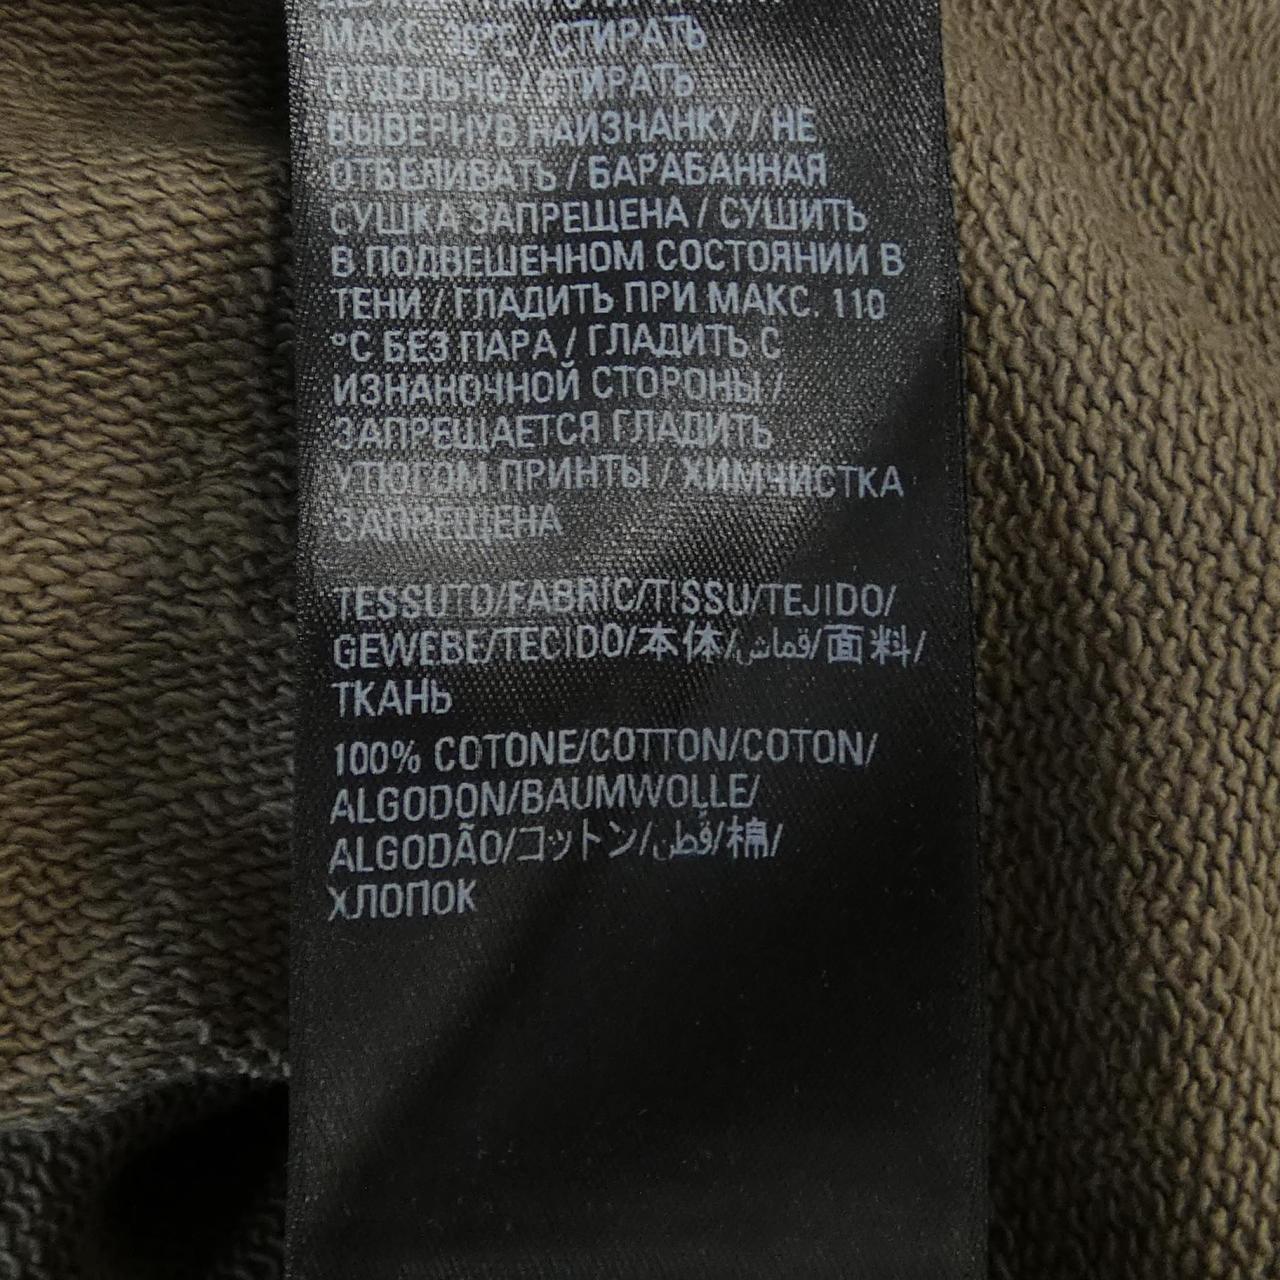 МАКС. 30°C / СТИРАТЬ
ОТДЕЛЬНО / СТИРАТЬ
ВЫВЕРНУВ НАИЗНАНКУ / НЕ
ОТБЕЛИВАТЬ / БАРАБАННАЯ
СУШКА ЗАПРЕЩЕНА / СУШИТЬ
В ПОДВЕШЕННОМ СОСТОЯНИИ В
ТЕНИ / ГЛАДИТЬ ПРИ МАКС. 110
°C БЕЗ ПАРА / ГЛАДИТЬ С
ИЗНАНОЧНОЙ СТОРОНЫ /
ЗАПРЕЩАЕТСЯ ГЛАДИТЬ
УТЮГОМ ПРИНТЫ / ХИМЧИСТКА
ЗАПРЕЩЕНА
TESSUTO/FABRIC/TISSU/TEJIDO/
GEWEBE/TECIDO/本体/قماش/面料/
ТКАНЬ
100% COTONE/COTTON/COTON/
ALGODON/BAUMWOLLE/
ALGODÃO/コットン/قطن/棉/
ХЛОПОК